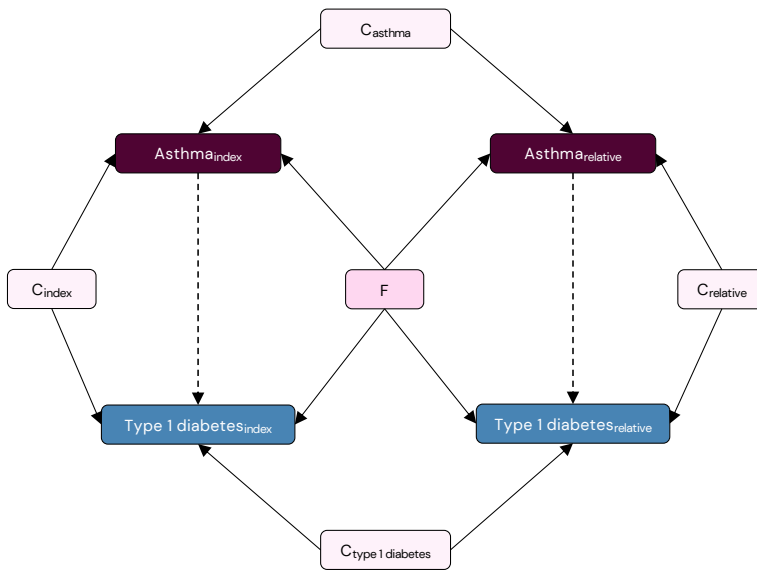 Casthma
Asthmaindex
Asthmarelative
Cindex
F
Crelative
Type 1 diabetesindex
Type 1 diabetesrelative
Ctype 1 diabetes